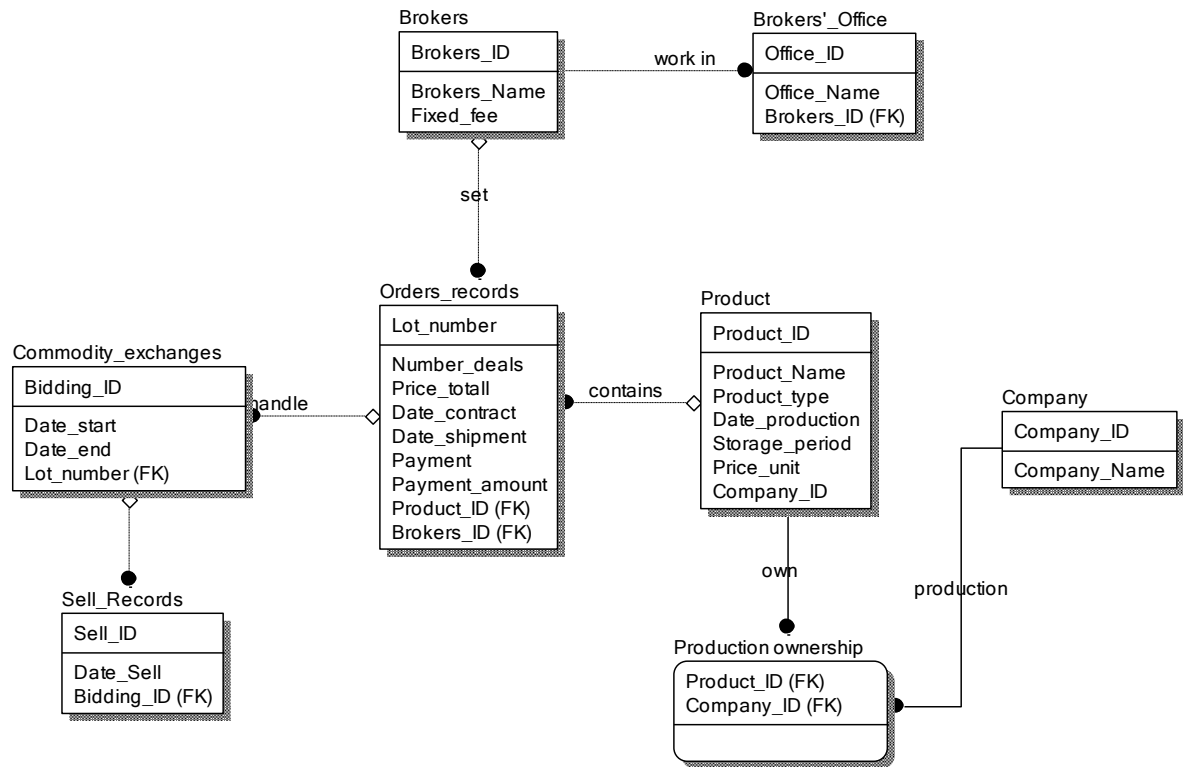 Brokers
Brokers_ID
Brokers_Name
Fixed_fee
work in
Brokers'_Office
Office_ID
Office_Name
Brokers_ID (FK)
set
Orders_records
Lot_number
Number_deals
Price_totall
Date_contract
Date_shipment
Payment
Payment_amount
Product_ID (FK)
Brokers_ID (FK)
Commodity_exchanges
Bidding_ID
Date_start
Date_end
Lot_number (FK)
handle
contains
Product
Product_ID
Product_Name
Product_type
Date_production
Storage_period
Price_unit
Company_ID
Company
Company_ID
Company_Name
Sell_Records
Sell_ID
Date_Sell
Bidding_ID (FK)
own
production
Production ownership
Product_ID (FK)
Company_ID (FK)